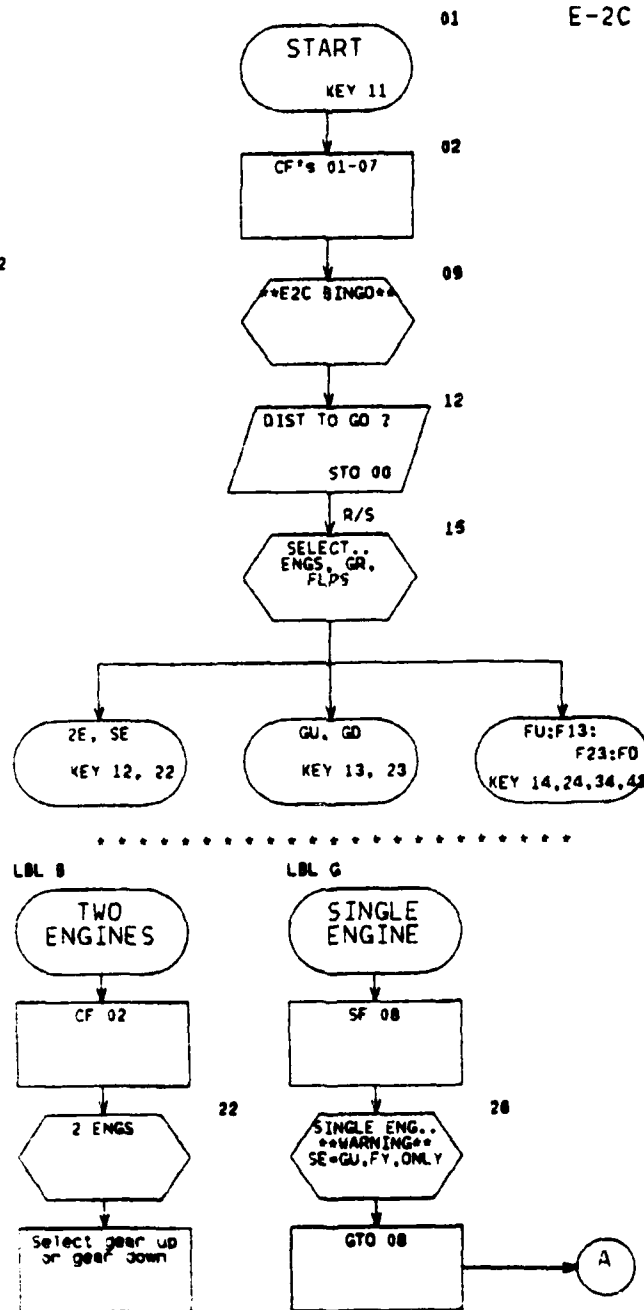 01
E-2C
START
KEY 11
02
CF's 01-07
2
09
**E2C BINGO**
12
DIST TO GO ?
STO 00
R/S
15
SELECT..
ENGS, GR,
FLPS
2E, SE
KEY 12, 22
GU, GD
KEY 13, 23
FU:F13:
F23:FD
KEY 14,24,34,42
* * * * * * * * * * * * * * * * * *
LBL B
LBL G
TWO
ENGINES
SINGLE
ENGINE
CF 02
SF 08
22
26
2 ENGS
SINGLE ENG..
**WARNING**
SE=GU,FY,ONLY
Select gear up
or gear down
GTO 08
A